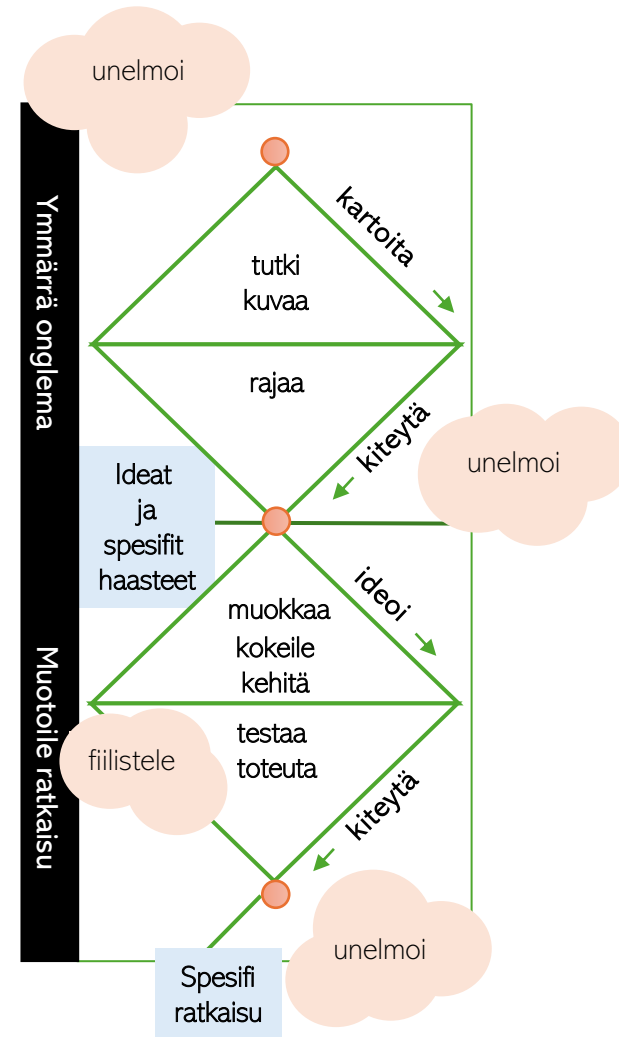 unelmoi
Ymmärrä onglema
kartoita
tutki
kuvaa
rajaa
kiteytä
unelmoi
Ideat
ja
spesifit
haasteet
ideoi
muokkaa
kokeile
kehitä
Muotoile ratkaisu
testaa
toteuta
fiilistele
kiteytä
unelmoi
Spesifi
ratkaisu